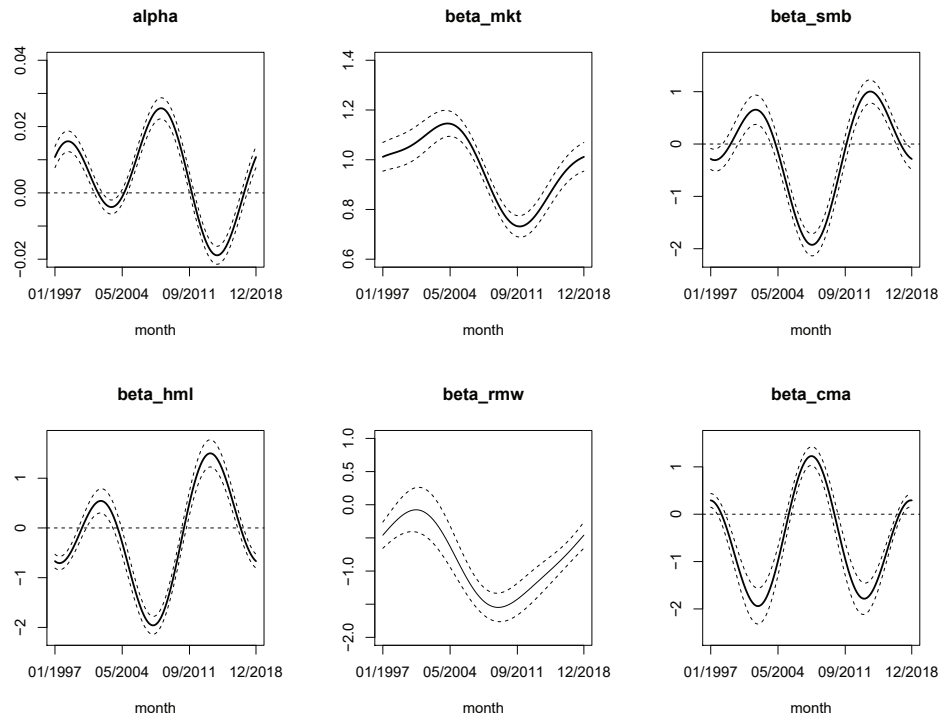 alpha
−0.02 0.00 0.02 0.04
01/1997 05/2004 09/2011 12/2018
month
beta_mkt
0.6 0.8 1.0 1.2 1.4
01/1997 05/2004 09/2011 12/2018
month
beta_smb
−2 −1 0 1
01/1997 05/2004 09/2011 12/2018
month
beta_hml
−2 −1 0 1
01/1997 05/2004 09/2011 12/2018
month
beta_rmw
−2.0 −1.0 0.0 0.5 1.0
01/1997 05/2004 09/2011 12/2018
month
beta_cma
−2 −1 0 1
01/1997 05/2004 09/2011 12/2018
month